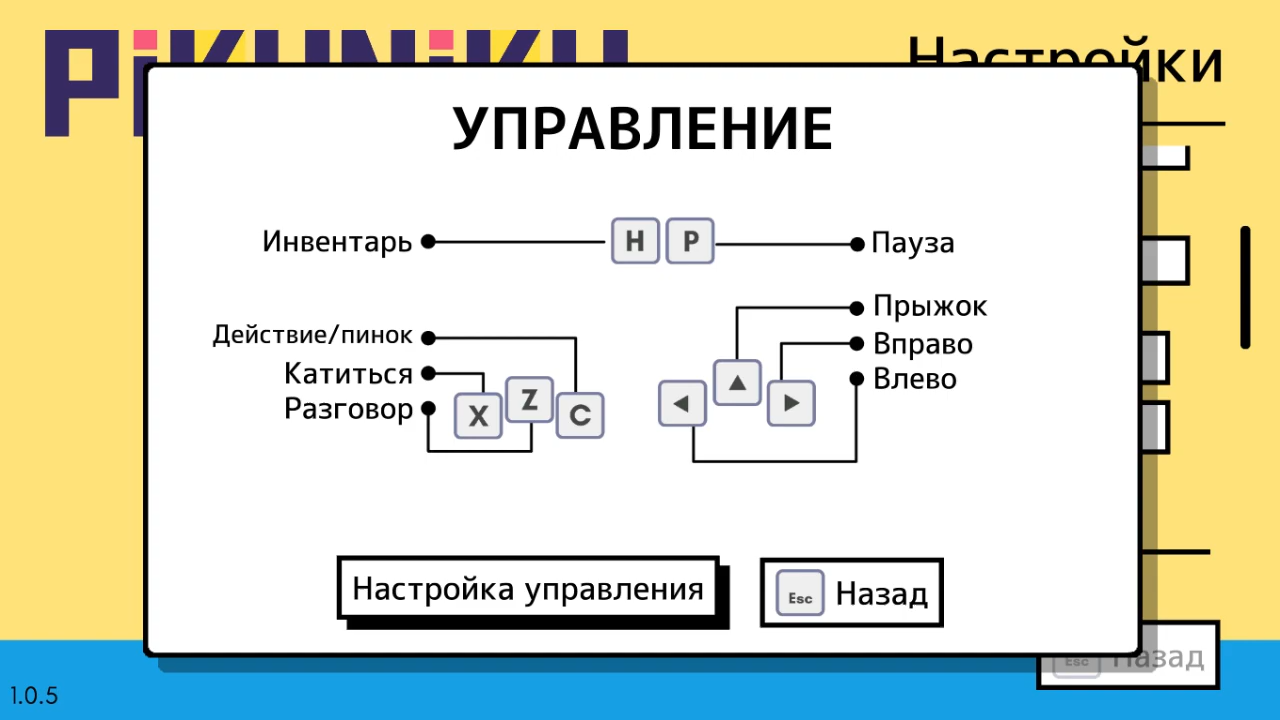 PiKUNiKU
Настройки
УПРАВЛЕНИЕ
Инвентарь
H P
Пауза
Действие/пинок
Катиться
Разговор
X Z C
Прыжок
Вправо
Влево
Настройка управления
Esc Назад
Esc Назад
1.0.5